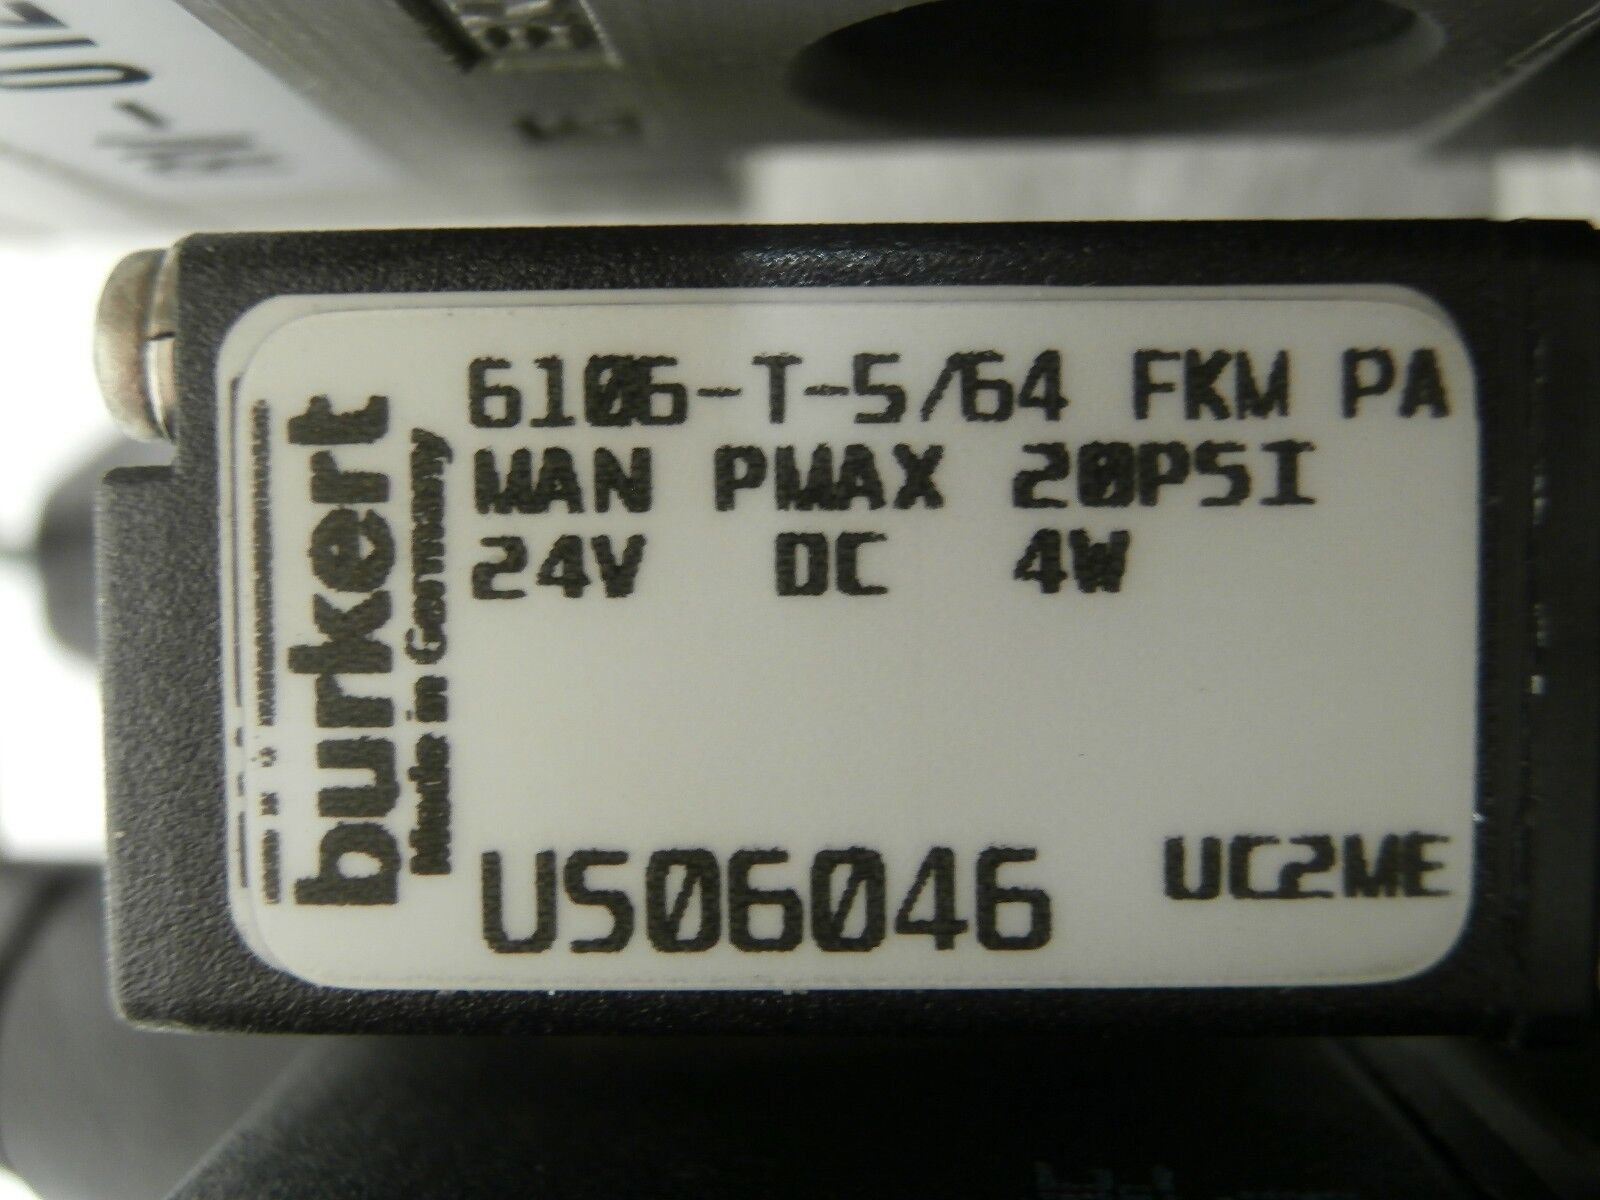 6106-T-5/64 FKM PA
MAN PMAX 20PSI
24V DC 4W
US06046 UC2ME
burkert
Made in Germany